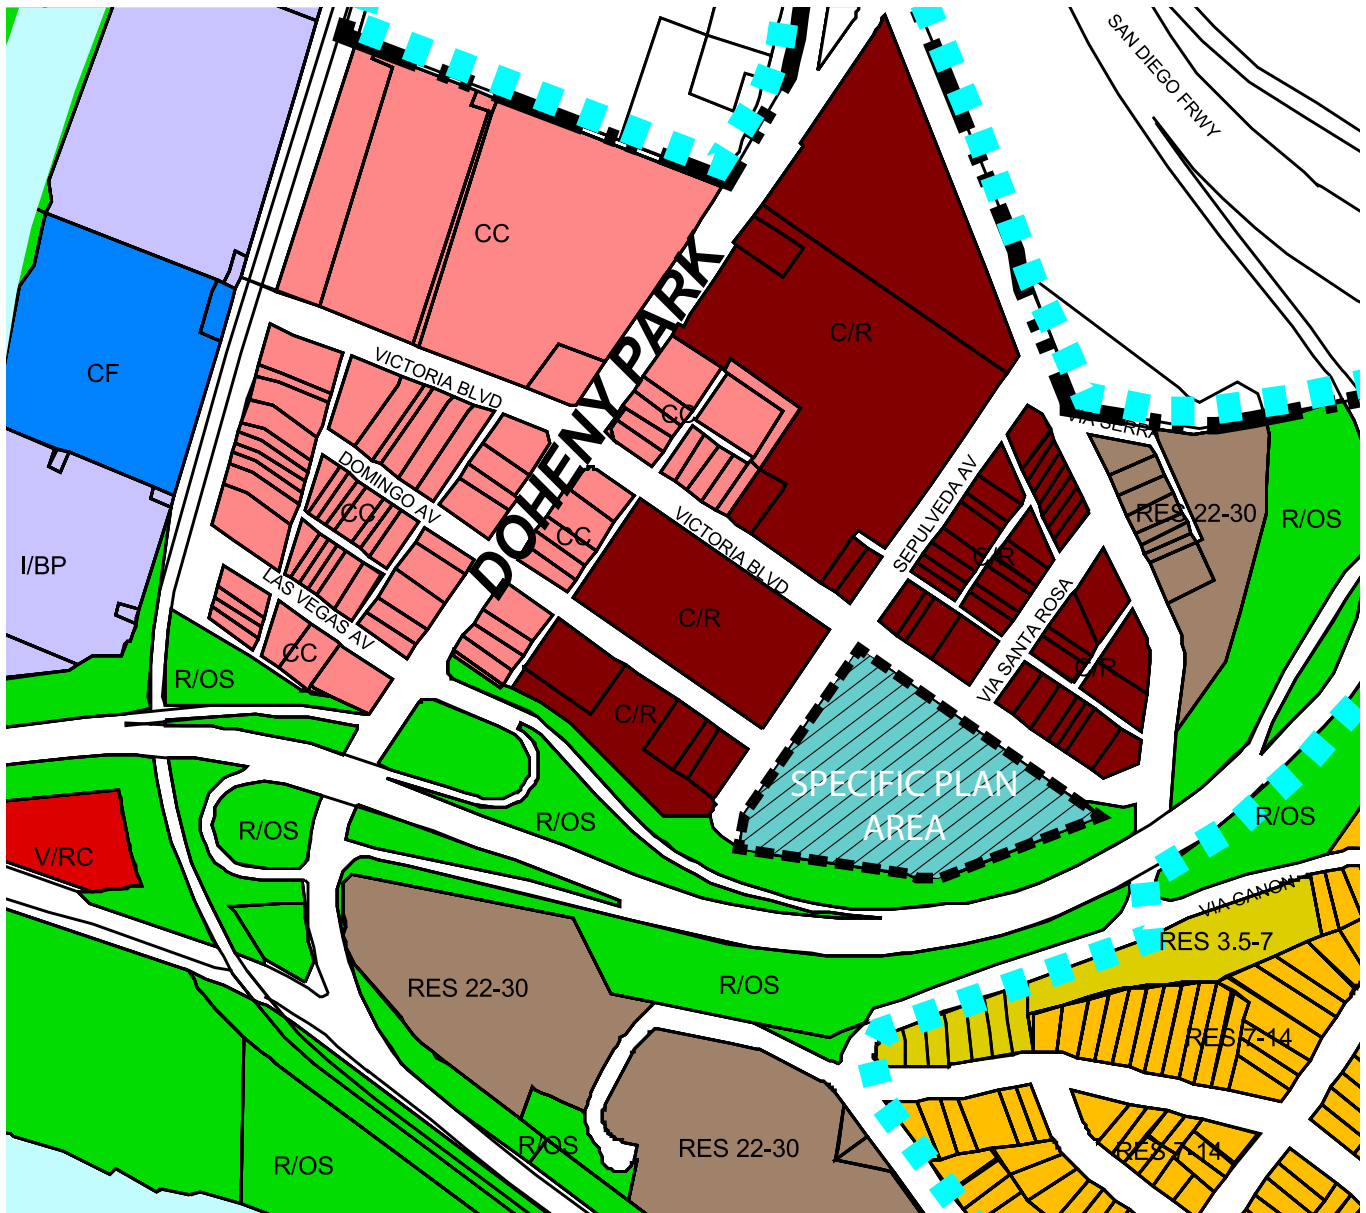 SAN DIEGO FRWY
CC
C/R
DOHENY PARK
CF
VICTORIA BLVD
CC
VIA SERRA
DOMINGO AV
SEPULVEDA AV
CC
CC
VICTORIA BLVD
RES 22-30
R/OS
I/BP
C/R
LAS VEGAS AV
VIA SANTA ROSA
C/R
CC
R/OS
C/R
C/R
SPECIFIC PLAN
AREA
R/OS
R/OS
R/OS
V/RC
VIA CANON
RES 3.5-7
RES 22-30
R/OS
RES 7-14
R/OS
RES 22-30
RES 7-14
R/OS